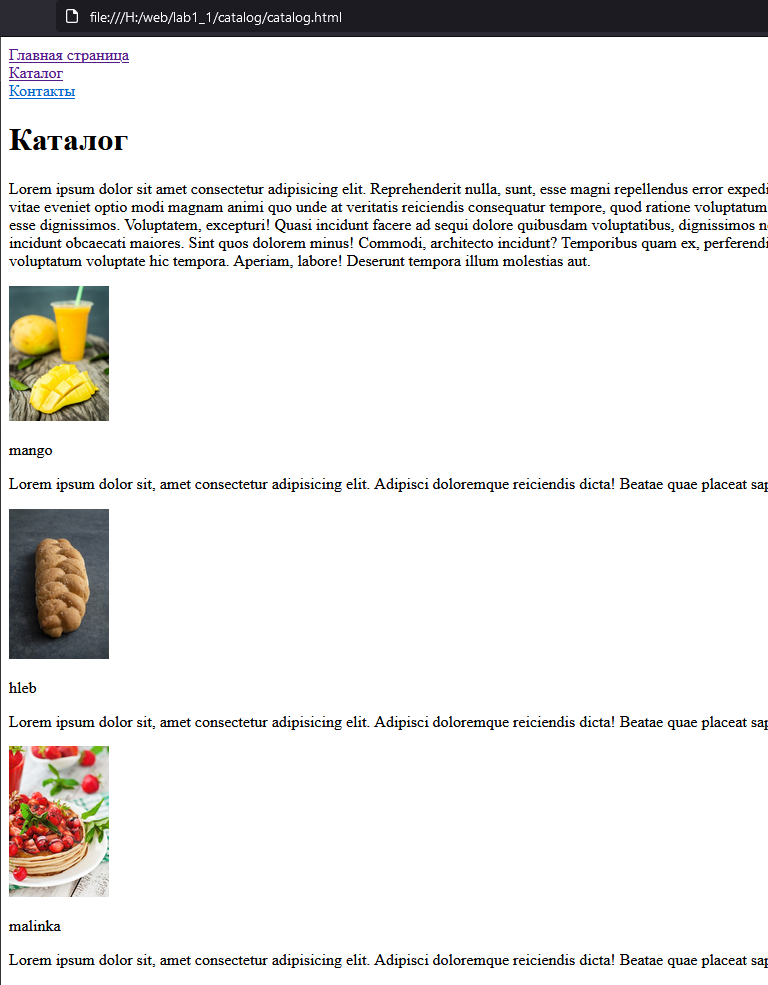 file:///H:/web/lab1_1/catalog/catalog.html
Главная страница
Каталог
Контакты
Каталог
Lorem ipsum dolor sit amet consectetur adipisicing elit. Reprehenderit nulla, sunt, esse magni repellendus error expedi
vitae eveniet optio modi magnam animi quo unde at veritatis reiciendis consequatur tempore, quod ratione voluptatum
esse dignissimos. Voluptatem, excepturi! Quasi incidunt facere ad sequi dolore quibusdam voluptatibus, dignissimos n
incidunt obcaecati maiores. Sint quos dolorem minus! Commodi, architecto incidunt? Temporibus quam ex, perferendi
voluptatum voluptate hic tempora. Aperiam, labore! Deserunt tempora illum molestias aut.
mango
Lorem ipsum dolor sit, amet consectetur adipisicing elit. Adipisci doloremque reiciendis dicta! Beatae quae placeat sap
hleb
Lorem ipsum dolor sit, amet consectetur adipisicing elit. Adipisci doloremque reiciendis dicta! Beatae quae placeat sap
malinka
Lorem ipsum dolor sit, amet consectetur adipisicing elit. Adipisci doloremque reiciendis dicta! Beatae quae placeat sap